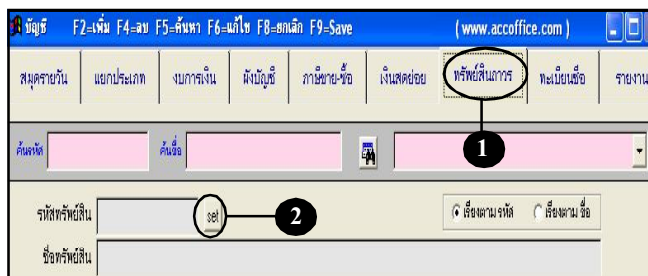 บัญชี F2=เพิ่ม F4=ลบ F5=ค้นหา F6=แก้ไข F8=ยกเลิก F9=Save ( www.accoffice.com )
สมุดรายวัน แยกประเภท งบการเงิน ผังบัญชี ภาษีขาย-ซื้อ เงินสดย่อย ทรัพย์สินถาวร ทะเบียนชื่อ รายงาน
1
ค้นรหัส ค้นชื่อ
รหัสทรัพย์สิน set 2 เรียงตาม รหัส เรียงตาม ชื่อ
ชื่อทรัพย์สิน